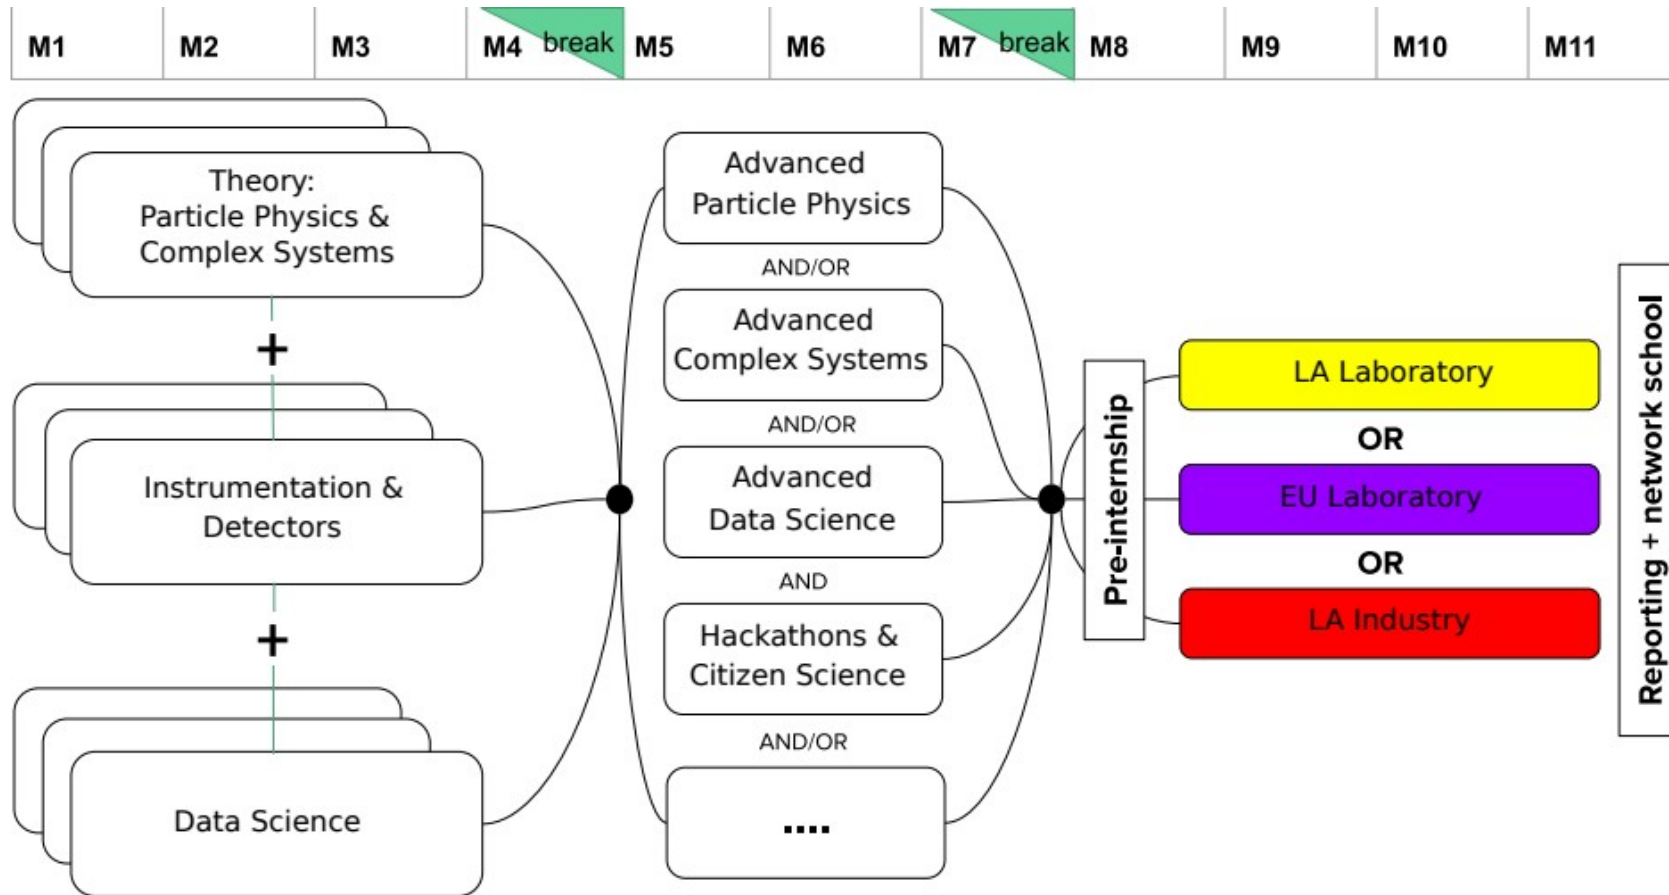 M1 M2 M3 M4 break M5 M6 M7 break M8 M9 M10 M11
Theory:
Particle Physics &
Complex Systems
+
Instrumentation &
Detectors
+
Data Science
Advanced
Particle Physics
AND/OR
Advanced
Complex Systems
AND/OR
Advanced
Data Science
AND
Hackathons &
Citizen Science
AND/OR
....
Pre-internship
LA Laboratory
OR
EU Laboratory
OR
LA Industry
Reporting + network school